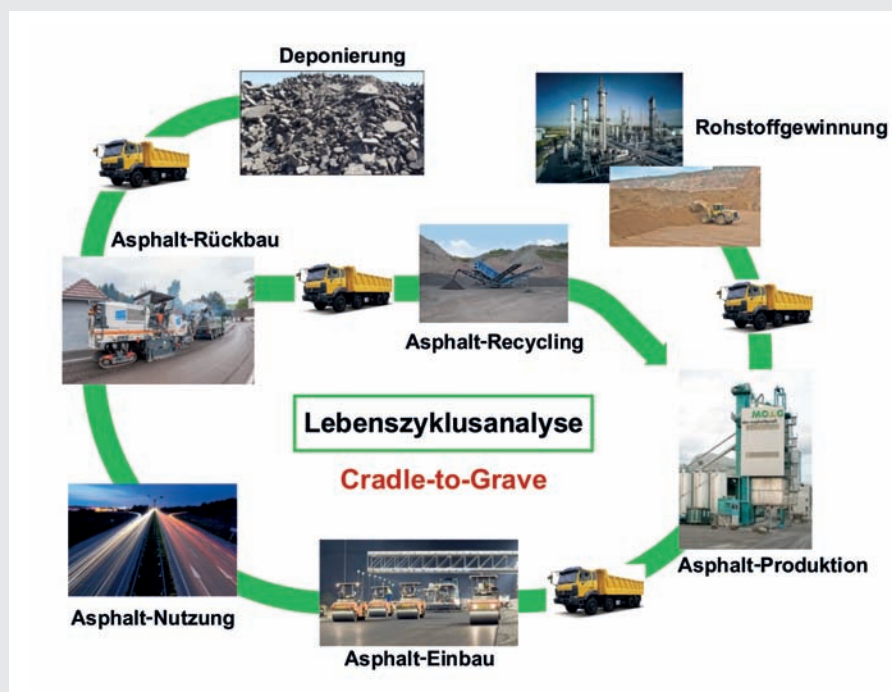 Deponierung
Rohstoffgewinnung
Asphalt-Rückbau
Asphalt-Recycling
Lebenszyklusanalyse
Cradle-to-Grave
Asphalt-Nutzung
Asphalt-Einbau
Asphalt-Produktion